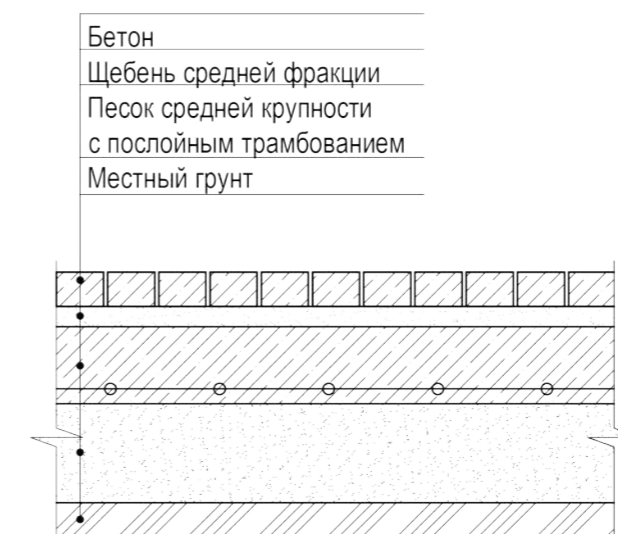 Бетон
Щебень средней фракции
Песок средней крупности
с послойным трамбованием
Местный грунт